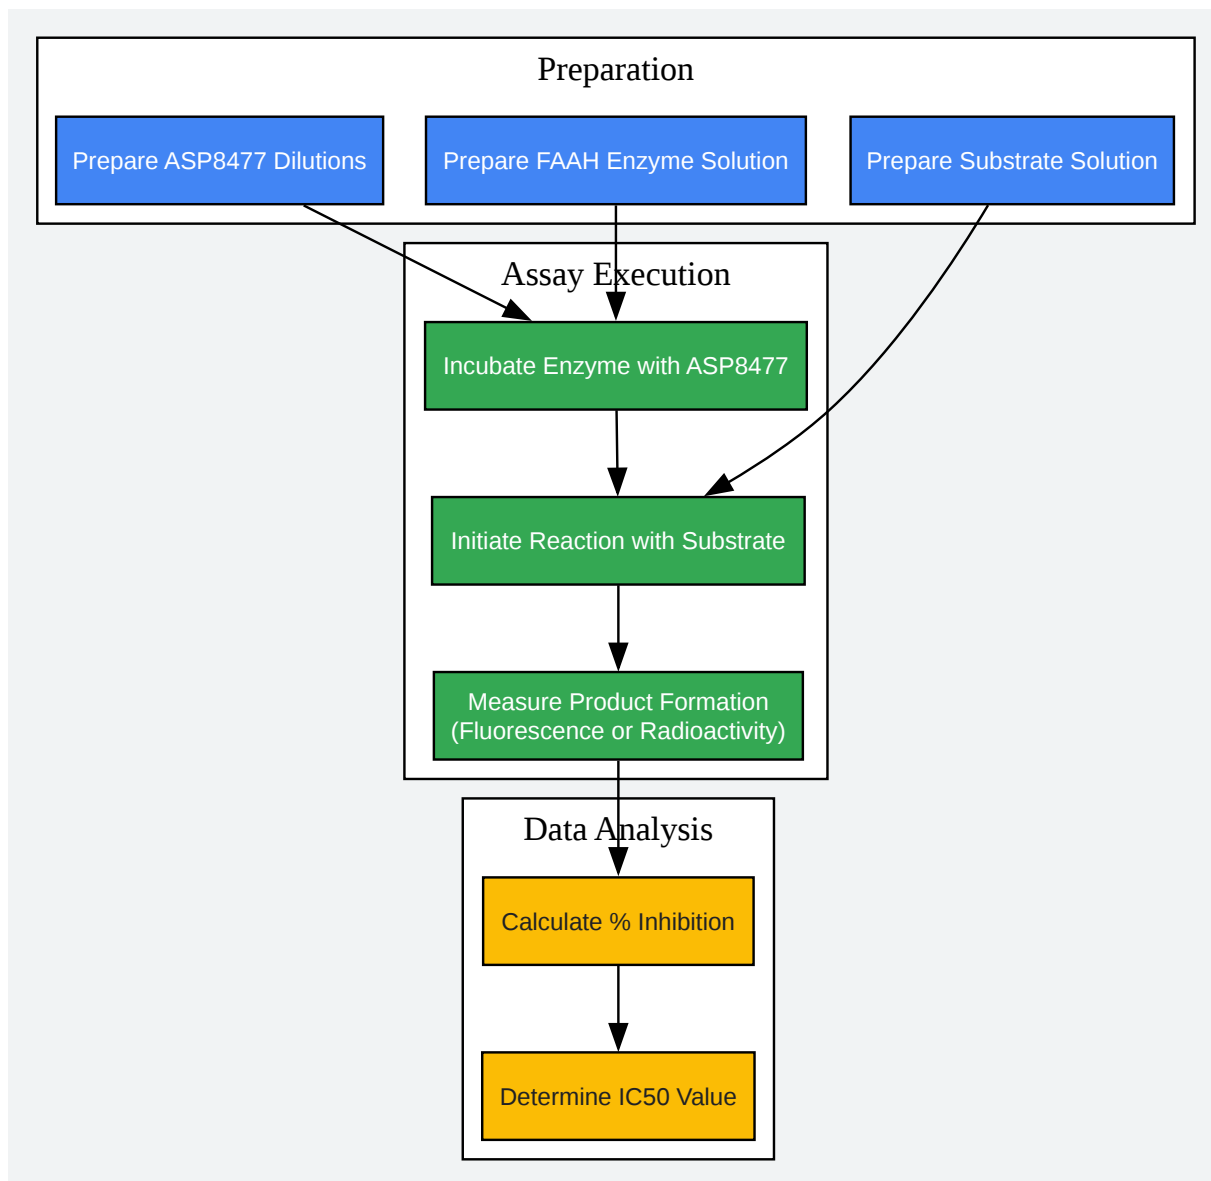 Preparation
Prepare ASP8477 Dilutions
Prepare FAAH Enzyme Solution
Prepare Substrate Solution
Assay Execution
Incubate Enzyme with ASP8477
Initiate Reaction with Substrate
Measure Product Formation
(Fluorescence or Radioactivity)
Data Analysis
Calculate % Inhibition
Determine IC50 Value